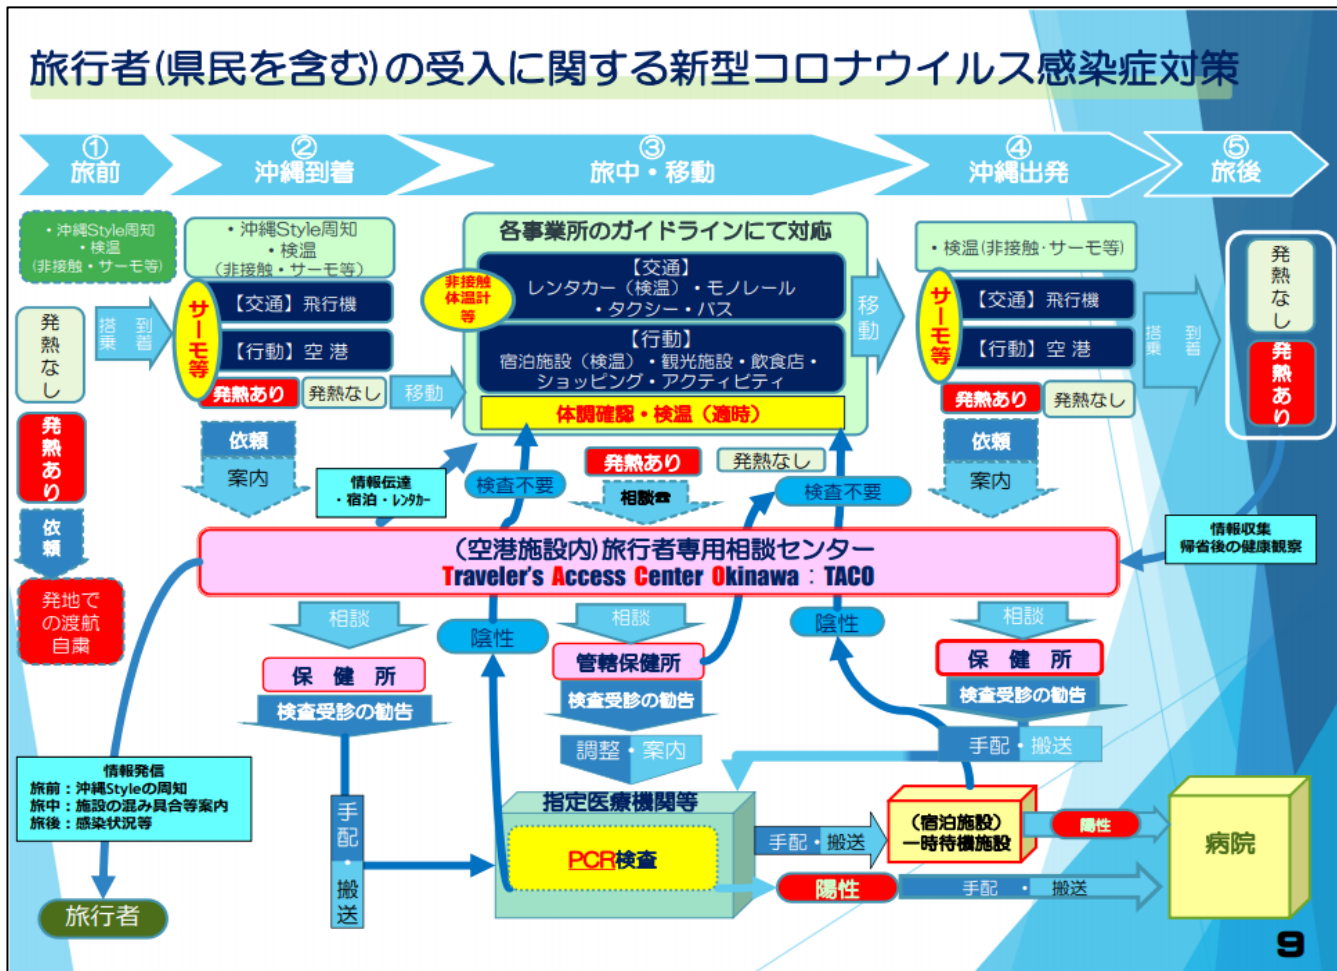 旅行者(県民を含む)の受入に関する新型コロナウイルス感染症対策
①
旅前
②
沖縄到着
③
旅中・移動
④
沖縄出発
⑤
旅後
・沖縄Style周知
・検温
(非接触・サーモ等)
発熱なし
発熱あり
依頼
発地で
の渡航
自粛
搭乗
到着
・沖縄Style周知
・検温
(非接触・サーモ等)
サーモ等
【交通】飛行機
【行動】空 港
発熱あり
発熱なし
移動
依頼
案内
各事業所のガイドラインにて対応
非接触
体温計
等
【交通】
レンタカー（検温）・モノレール
・タクシー・バス
【行動】
宿泊施設（検温）・観光施設・飲食店・
ショッピング・アクティビティ
体調確認・検温（適時）
発熱あり
発熱なし
相談☎
情報伝達
・宿泊・レンタカー
検査不要
検査不要
移動
・検温(非接触・サーモ等)
サーモ等
【交通】飛行機
【行動】空 港
発熱あり
発熱なし
依頼
案内
搭乗
到着
発熱なし
発熱あり
情報収集
帰省後の健康観察
(空港施設内)旅行者専用相談センター
Traveler's Access Center Okinawa：TACO
相談
保 健 所
検査受診の勧告
手配・搬送
陰性
相談
管轄保健所
検査受診の勧告
調整・案内
陰性
相談
保 健 所
検査受診の勧告
手配・搬送
情報発信
旅前：沖縄Styleの周知
旅中：施設の混み具合等案内
旅後：感染状況等
旅行者
指定医療機関等
PCR検査
手配・搬送
（宿泊施設）
一時待機施設
陽性
陽性
手配 ・ 搬送
病院
9